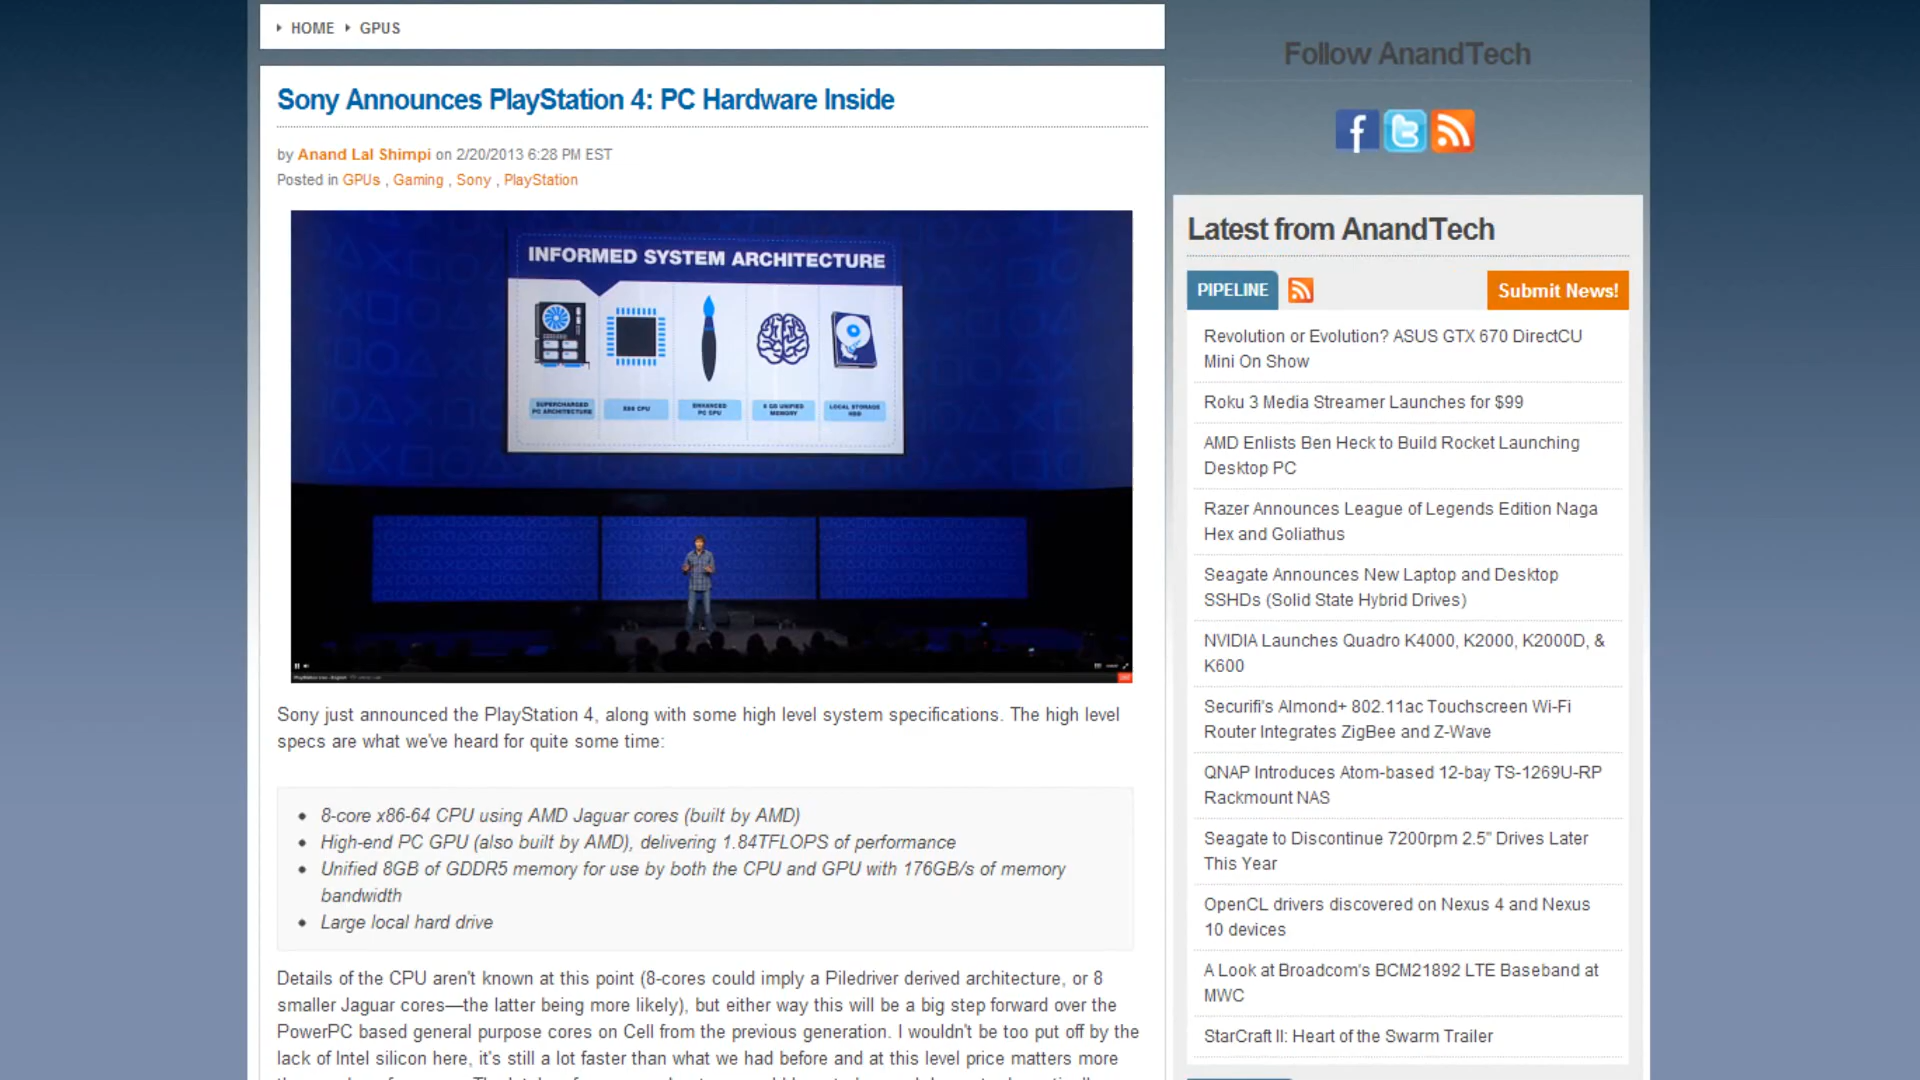 HOME GPUS
Sony Announces PlayStation 4: PC Hardware Inside
by Anand Lal Shimpi on 2/20/2013 6:28 PM EST
Posted in GPUs , Gaming , Sony , PlayStation
INFORMED SYSTEM ARCHITECTURE
SUPERCHARGED
PC ARCHITECTURE
X86 CPU
ENHANCED
PC GPU
8 GB UNIFIED
MEMORY
LOCAL STORAGE
HDD
Sony just announced the PlayStation 4, along with some high level system specifications. The high level
specs are what we've heard for quite some time:
• 8-core x86-64 CPU using AMD Jaguar cores (built by AMD)
• High-end PC GPU (also built by AMD), delivering 1.84TFLOPS of performance
• Unified 8GB of GDDR5 memory for use by both the CPU and GPU with 176GB/s of memory
bandwidth
• Large local hard drive
Details of the CPU aren't known at this point (8-cores could imply a Piledriver derived architecture, or 8
smaller Jaguar cores—the latter being more likely), but either way this will be a big step forward over the
PowerPC based general purpose cores on Cell from the previous generation. I wouldn't be too put off by the
lack of Intel silicon here, it's still a lot faster than what we had before and at this level price matters more
Follow AnandTech
Latest from AnandTech
PIPELINE
Submit News!
Revolution or Evolution? ASUS GTX 670 DirectCU
Mini On Show
Roku 3 Media Streamer Launches for $99
AMD Enlists Ben Heck to Build Rocket Launching
Desktop PC
Razer Announces League of Legends Edition Naga
Hex and Goliathus
Seagate Announces New Laptop and Desktop
SSHDs (Solid State Hybrid Drives)
NVIDIA Launches Quadro K4000, K2000, K2000D, &
K600
Securifi's Almond+ 802.11ac Touchscreen Wi-Fi
Router Integrates ZigBee and Z-Wave
QNAP Introduces Atom-based 12-bay TS-1269U-RP
Rackmount NAS
Seagate to Discontinue 7200rpm 2.5" Drives Later
This Year
OpenCL drivers discovered on Nexus 4 and Nexus
10 devices
A Look at Broadcom's BCM21892 LTE Baseband at
MWC
StarCraft II: Heart of the Swarm Trailer